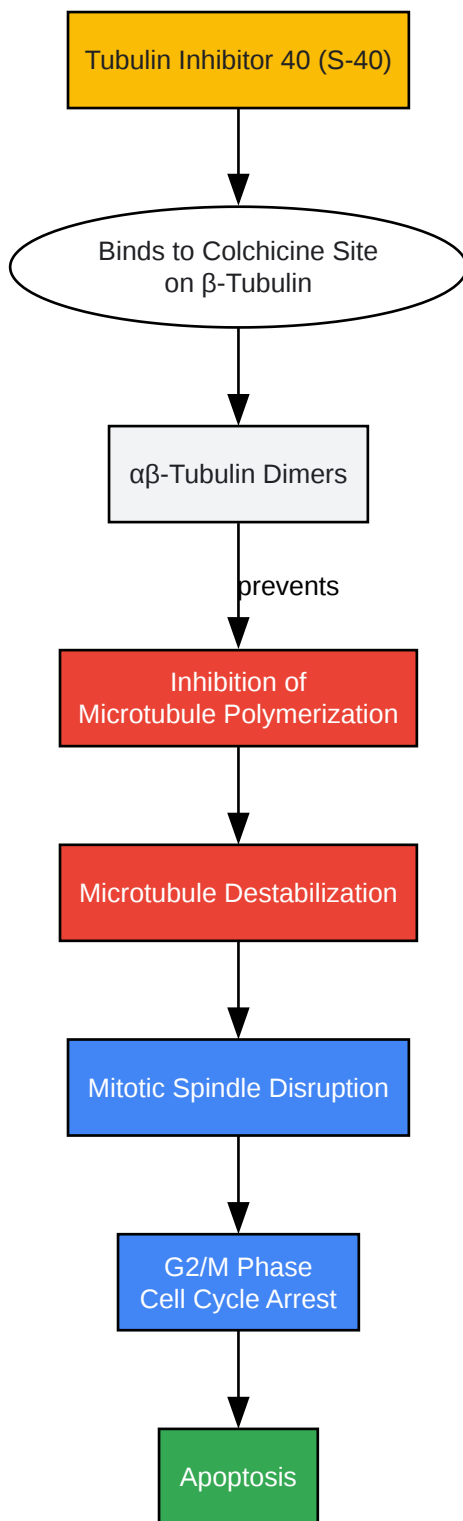 Tubulin Inhibitor 40 (S-40)
Binds to Colchicine Site
on β-Tubulin
αβ-Tubulin Dimers
prevents
Inhibition of
Microtubule Polymerization
Microtubule Destabilization
Mitotic Spindle Disruption
G2/M Phase
Cell Cycle Arrest
Apoptosis